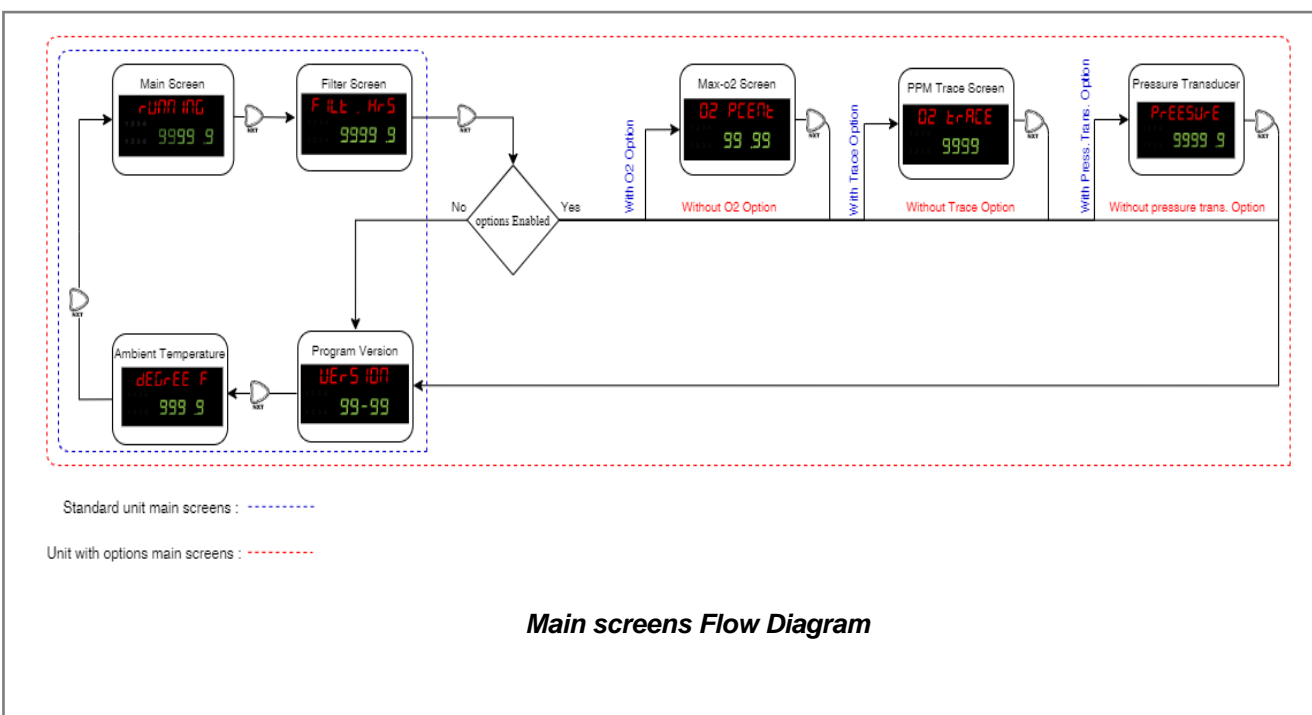 Main Screen
rUNNING
9999.9
NXT
Filter Screen
FILt.HrS
9999.9
NXT
options Enabled
No
Yes
With O2 Option
Without O2 Option
Max-o2 Screen
O2 PCENt
99.99
NXT
With Trace Option
Without Trace Option
PPM Trace Screen
O2 trACE
9999
NXT
With Press.Trans. Option
Without pressure trans. Option
Pressure Transducer
PrEESUrE
9999.9
NXT
Program Version
VErSION
99-99
NXT
Ambient Temperature
dEGrEE F
999.9
NXT
Standard unit main screens :
Unit with options main screens :
Main screens Flow Diagram